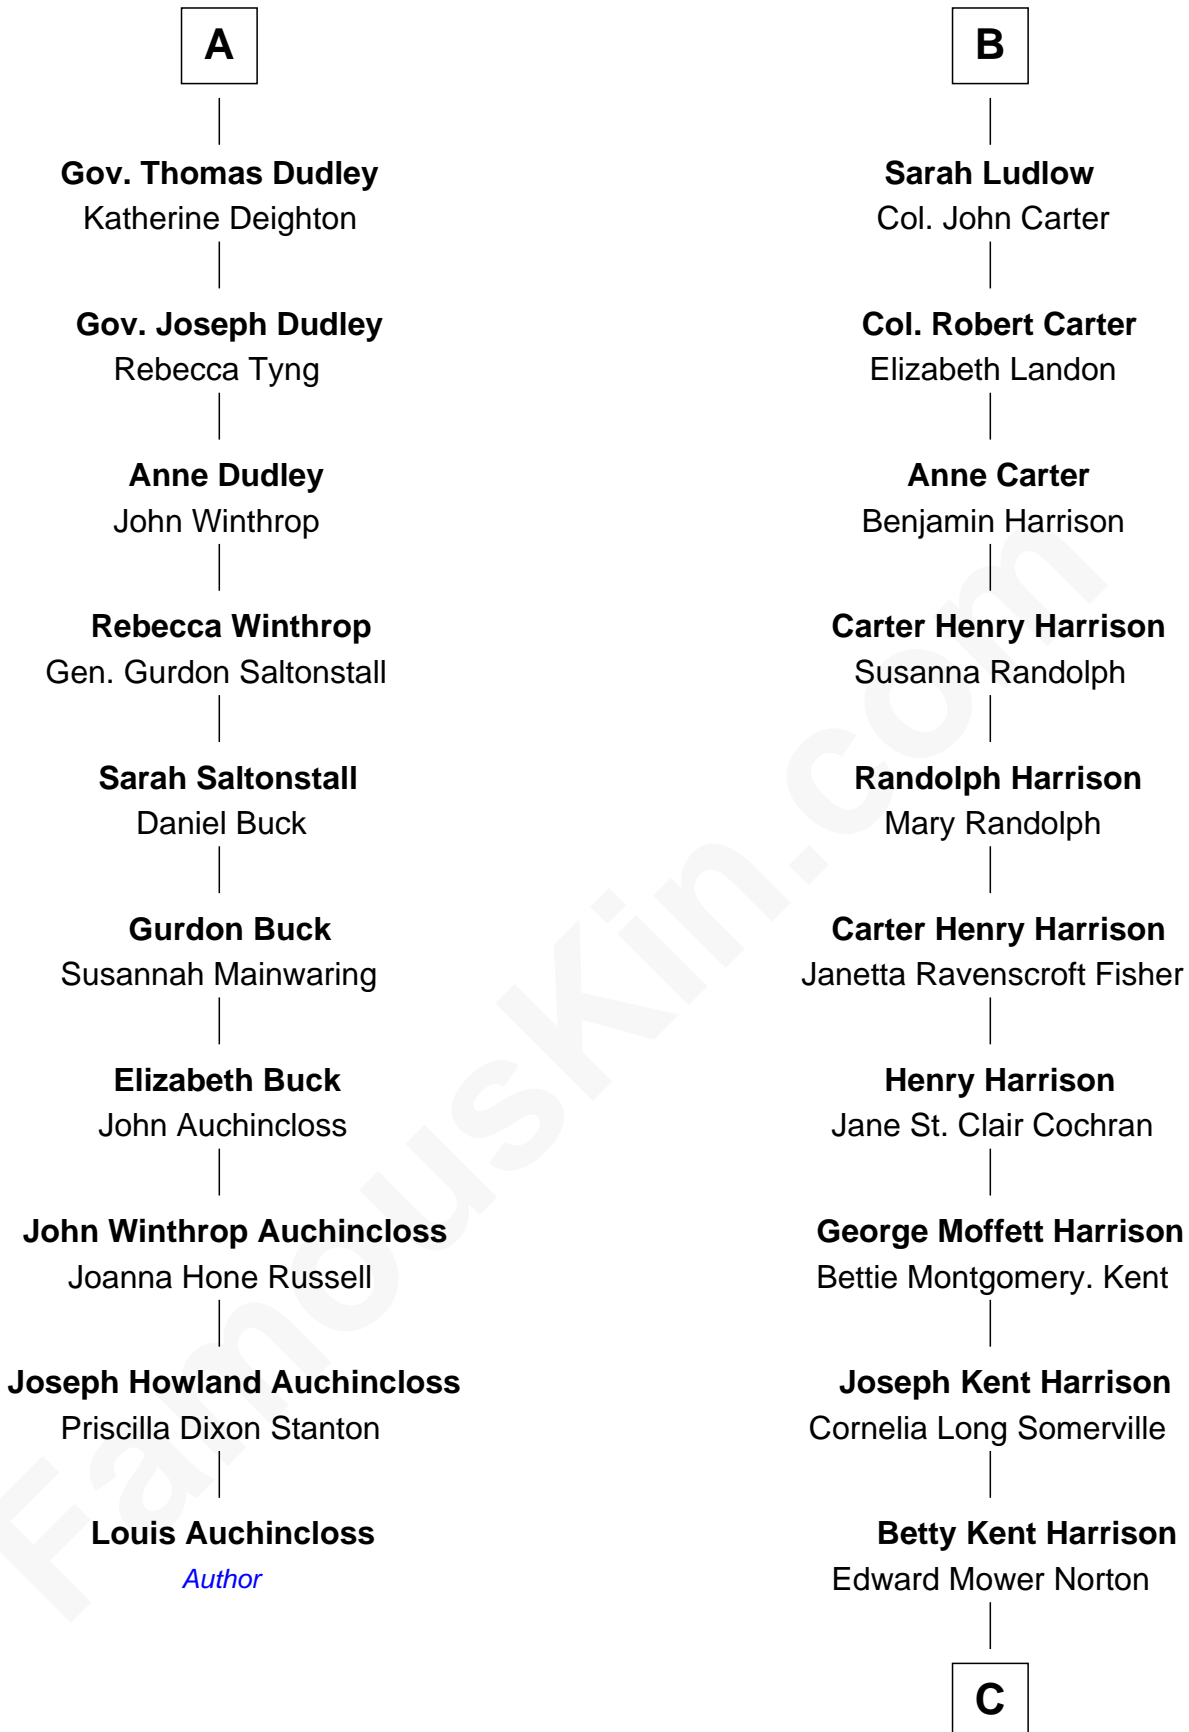 A
Gov. Thomas Dudley
Katherine Deighton
Gov. Joseph Dudley
Rebecca Tyng
Anne Dudley
John Winthrop
Rebecca Winthrop
Gen. Gurdon Saltonstall
Sarah Saltonstall
Daniel Buck
Gurdon Buck
Susannah Mainwaring
Elizabeth Buck
John Auchincloss
John Winthrop Auchincloss
Joanna Hone Russell
Joseph Howland Auchincloss
Priscilla Dixon Stanton
Louis Auchincloss
Author
B
Sarah Ludlow
Col. John Carter
Col. Robert Carter
Elizabeth Landon
Anne Carter
Benjamin Harrison
Carter Henry Harrison
Susanna Randolph
Randolph Harrison
Mary Randolph
Carter Henry Harrison
Janetta Ravenscroft Fisher
Henry Harrison
Jane St. Clair Cochran
George Moffett Harrison
Bettie Montgomery. Kent
Joseph Kent Harrison
Cornelia Long Somerville
Betty Kent Harrison
Edward Mower Norton
C
FamousKin.com